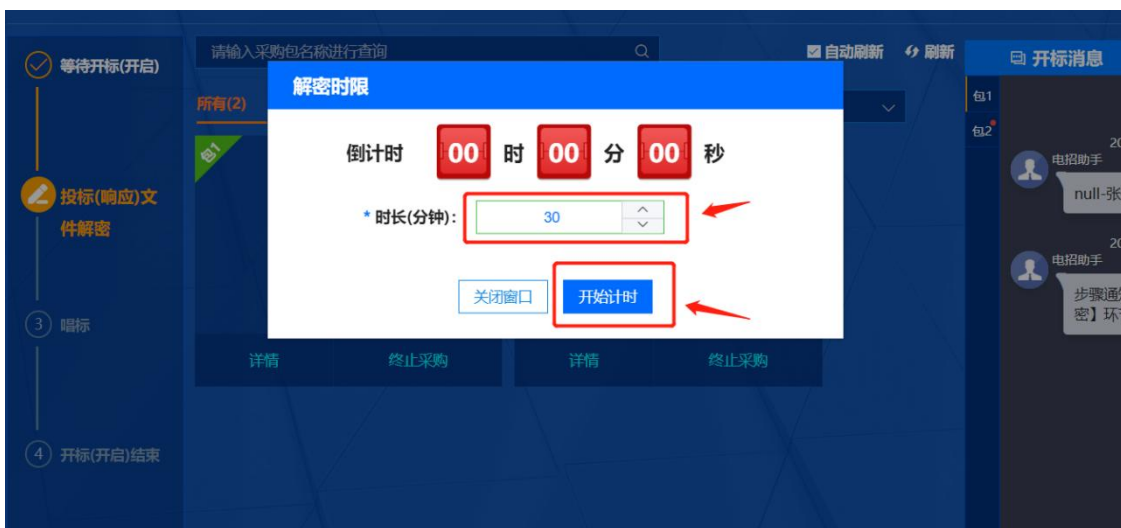 等待开标(开启)
投标(响应)文
件解密
3 唱标
4 开标(开启)结束
请输入采购包名称进行查询
自动刷新 刷新
所有(2)
包1
解密时限
倒计时 00 时 00 分 00 秒
* 时长(分钟): 30
关闭窗口 开始计时
详情 终止采购 详情 终止采购
开标消息
包1
包2
20
电招助手
null-张
20
电招助手
步骤通
密】环